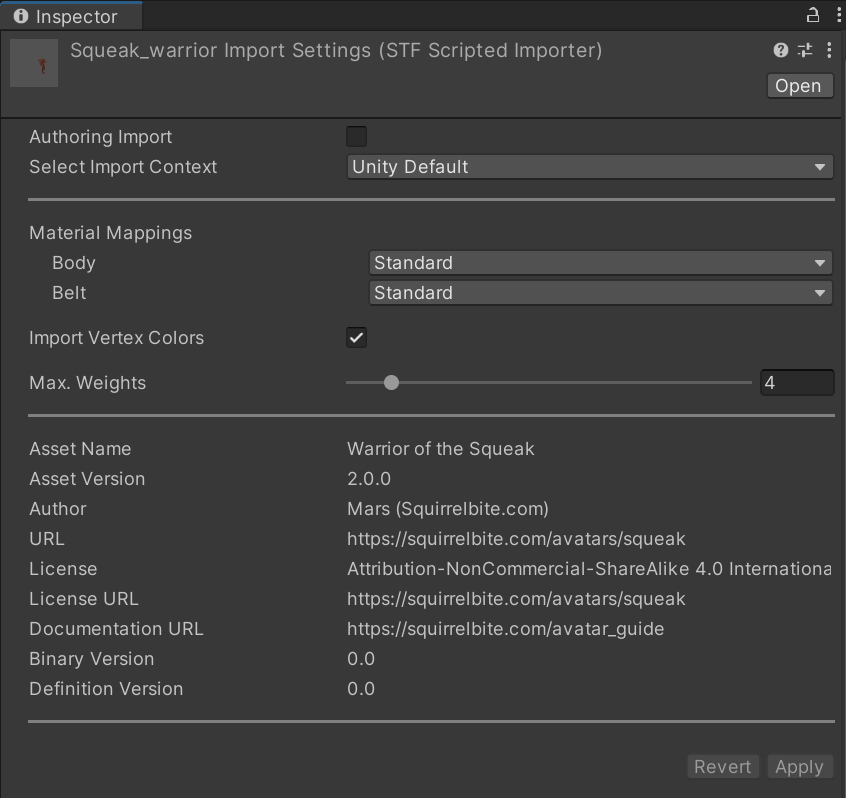 Inspector
Squeak_warrior Import Settings (STF Scripted Importer)
Open
Authoring Import
Select Import Context Unity Default
Material Mappings
Body Standard
Belt Standard
Import Vertex Colors
Max. Weights 4
Asset Name Warrior of the Squeak
Asset Version 2.0.0
Author Mars (Squirrelbite.com)
URL https://squirrelbite.com/avatars/squeak
License Attribution-NonCommercial-ShareAlike 4.0 Internationa
License URL https://squirrelbite.com/avatars/squeak
Documentation URL https://squirrelbite.com/avatar_guide
Binary Version 0.0
Definition Version 0.0
Revert Apply